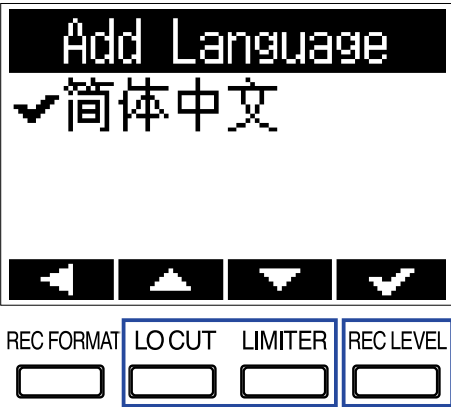 Add Language
简体中文
REC FORMAT LO CUT LIMITER REC LEVEL